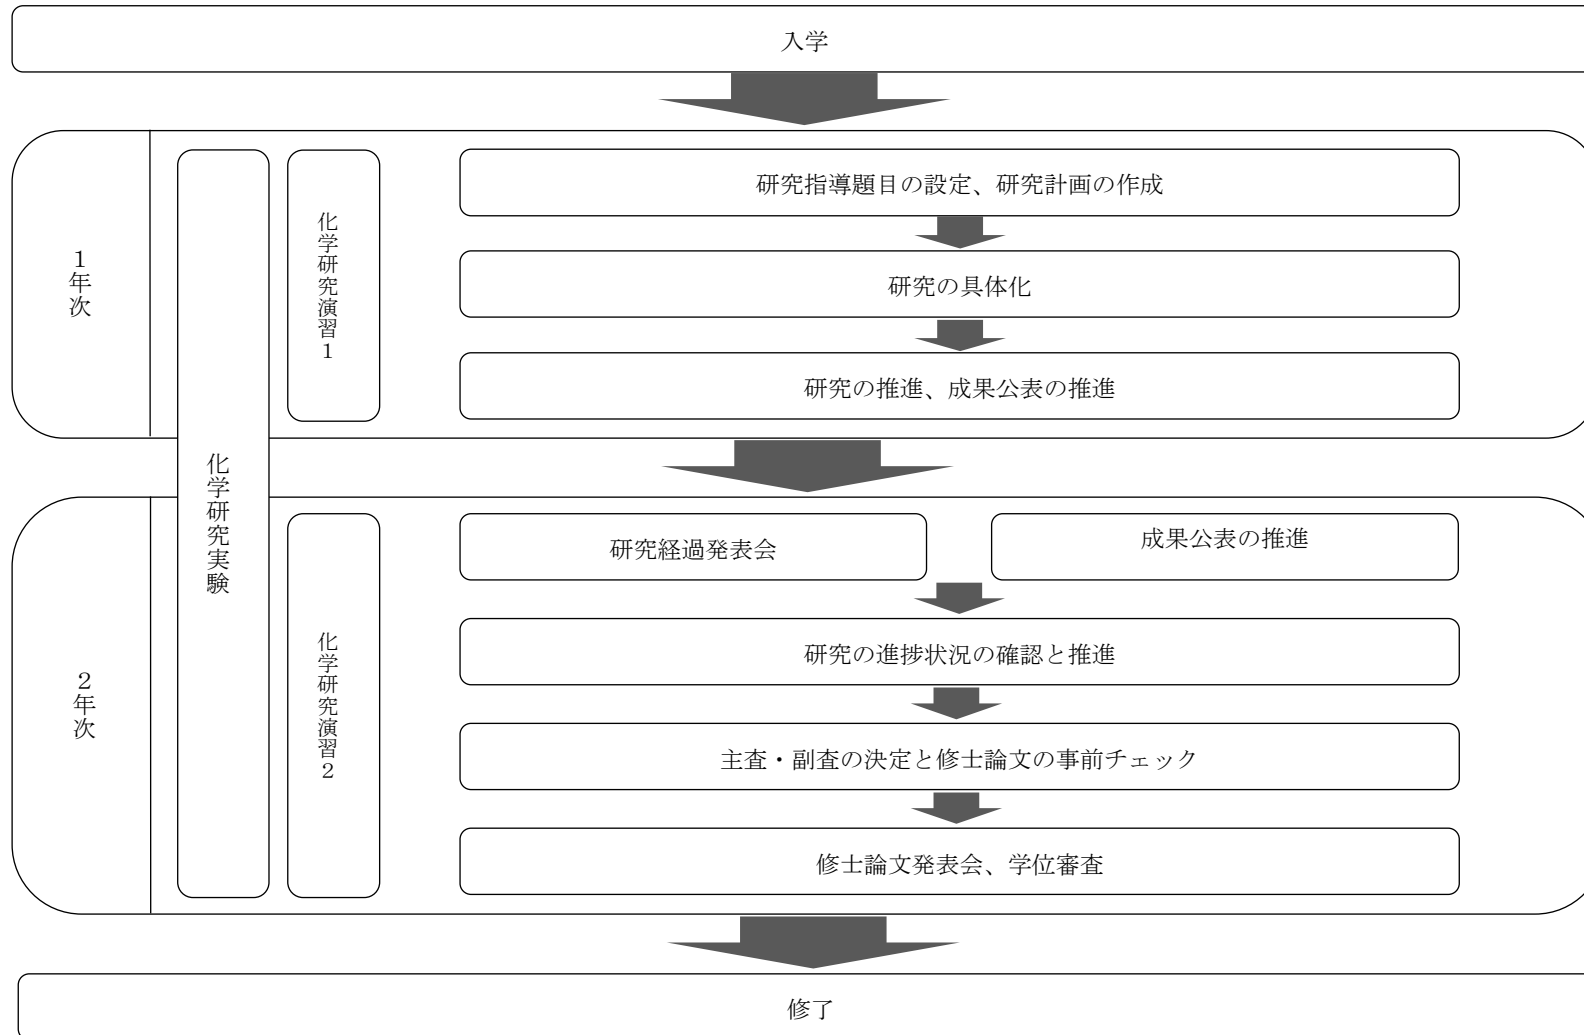 入学
1年次
化学研究実験
化学研究演習1
研究指導題目の設定、研究計画の作成
研究の具体化
研究の推進、成果公表の推進
2年次
化学研究演習2
研究経過発表会
成果公表の推進
研究の進捗状況の確認と推進
主査・副査の決定と修士論文の事前チェック
修士論文発表会、学位審査
修了